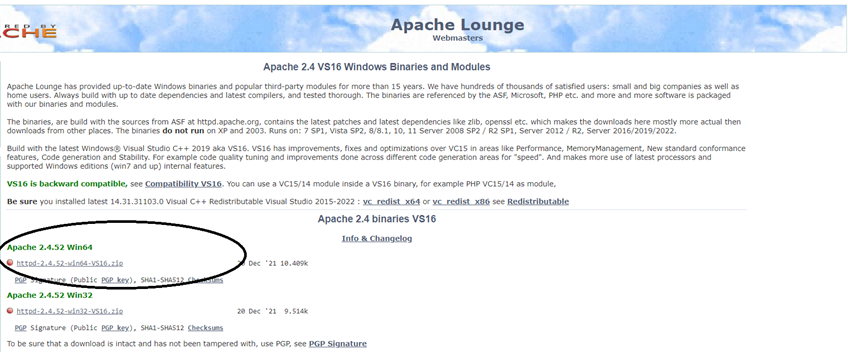 RED BY
CHE
Apache Lounge
Webmasters
Apache 2.4 VS16 Windows Binaries and Modules
Apache Lounge has provided up-to-date Windows binaries and popular third-party modules for more than 15 years. We have hundreds of thousands of satisfied users: small and big companies as well as
home users. Always build with up to date dependencies and latest compilers, and tested thorough. The binaries are referenced by the ASF, Microsoft, PHP etc. and more and more software is packaged
with our binaries and modules.
The binaries, are build with the sources from ASF at httpd.apache.org, contains the latest patches and latest dependencies like zlib, openssl etc. which makes the downloads here mostly more actual then
downloads from other places. The binaries do not run on XP and 2003. Runs on: 7 SP1, Vista SP2, 8/8.1, 10, 11 Server 2008 SP2 / R2 SP1, Server 2012 / R2, Server 2016/2019/2022.
Build with the latest Windows® Visual Studio C++ 2019 aka VS16. VS16 has improvements, fixes and optimizations over VC15 in areas like Performance, MemoryManagement, New standard conformance
features, Code generation and Stability. For example code quality tuning and improvements done across different code generation areas for "speed". And makes more use of latest processors and
supported Windows editions (win7 and up) internal features.
VS16 is backward compatible, see Compatibility VS16. You can use a VC15/14 module inside a VS16 binary, for example PHP VC15/14 as module,
Be sure you installed latest 14.31.31103.0 Visual C++ Redistributable Visual Studio 2015-2022 : vc_redist_x64 or vc_redist_x86 see Redistributable
Apache 2.4 binaries VS16
Info & Changelog
Apache 2.4.52 Win64
httpd-2.4.52-win64-VS16.zip 20 Dec '21 10.409k
PGP Signature (Public PGP key), SHA1-SHA512 Checksums
Apache 2.4.52 Win32
httpd-2.4.52-win32-VS16.zip 20 Dec '21 9.514k
PGP Signature (Public PGP key), SHA1-SHA512 Checksums
To be sure that a download is intact and has not been tampered with, use PGP, see PGP Signature